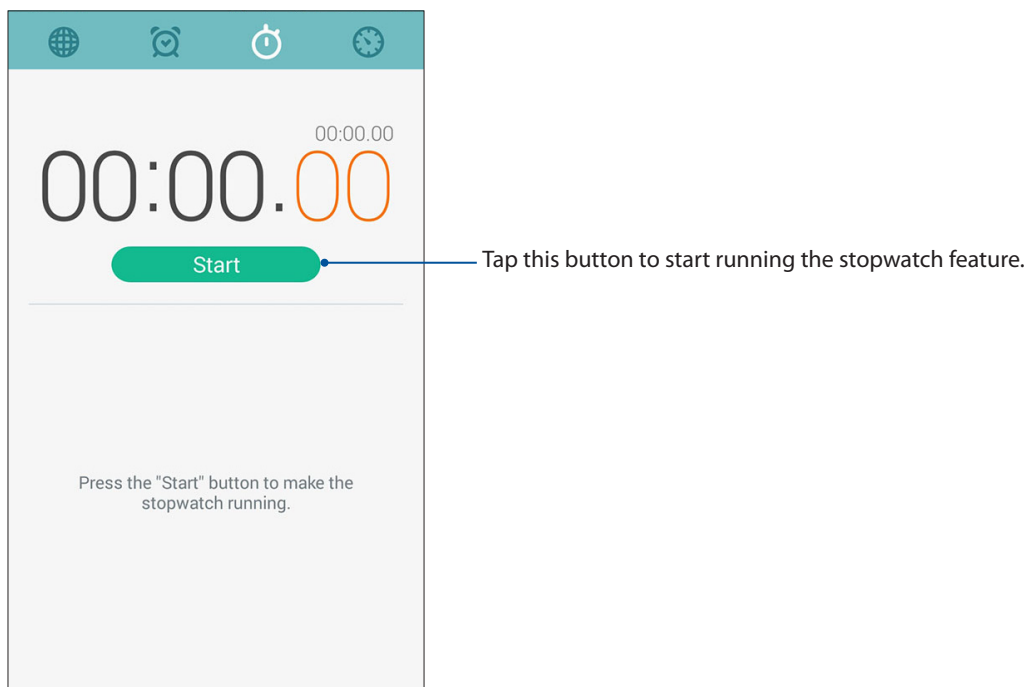 00:00.00
00:00.00
Start
Tap this button to start running the stopwatch feature.
Press the "Start" button to make the
stopwatch running.